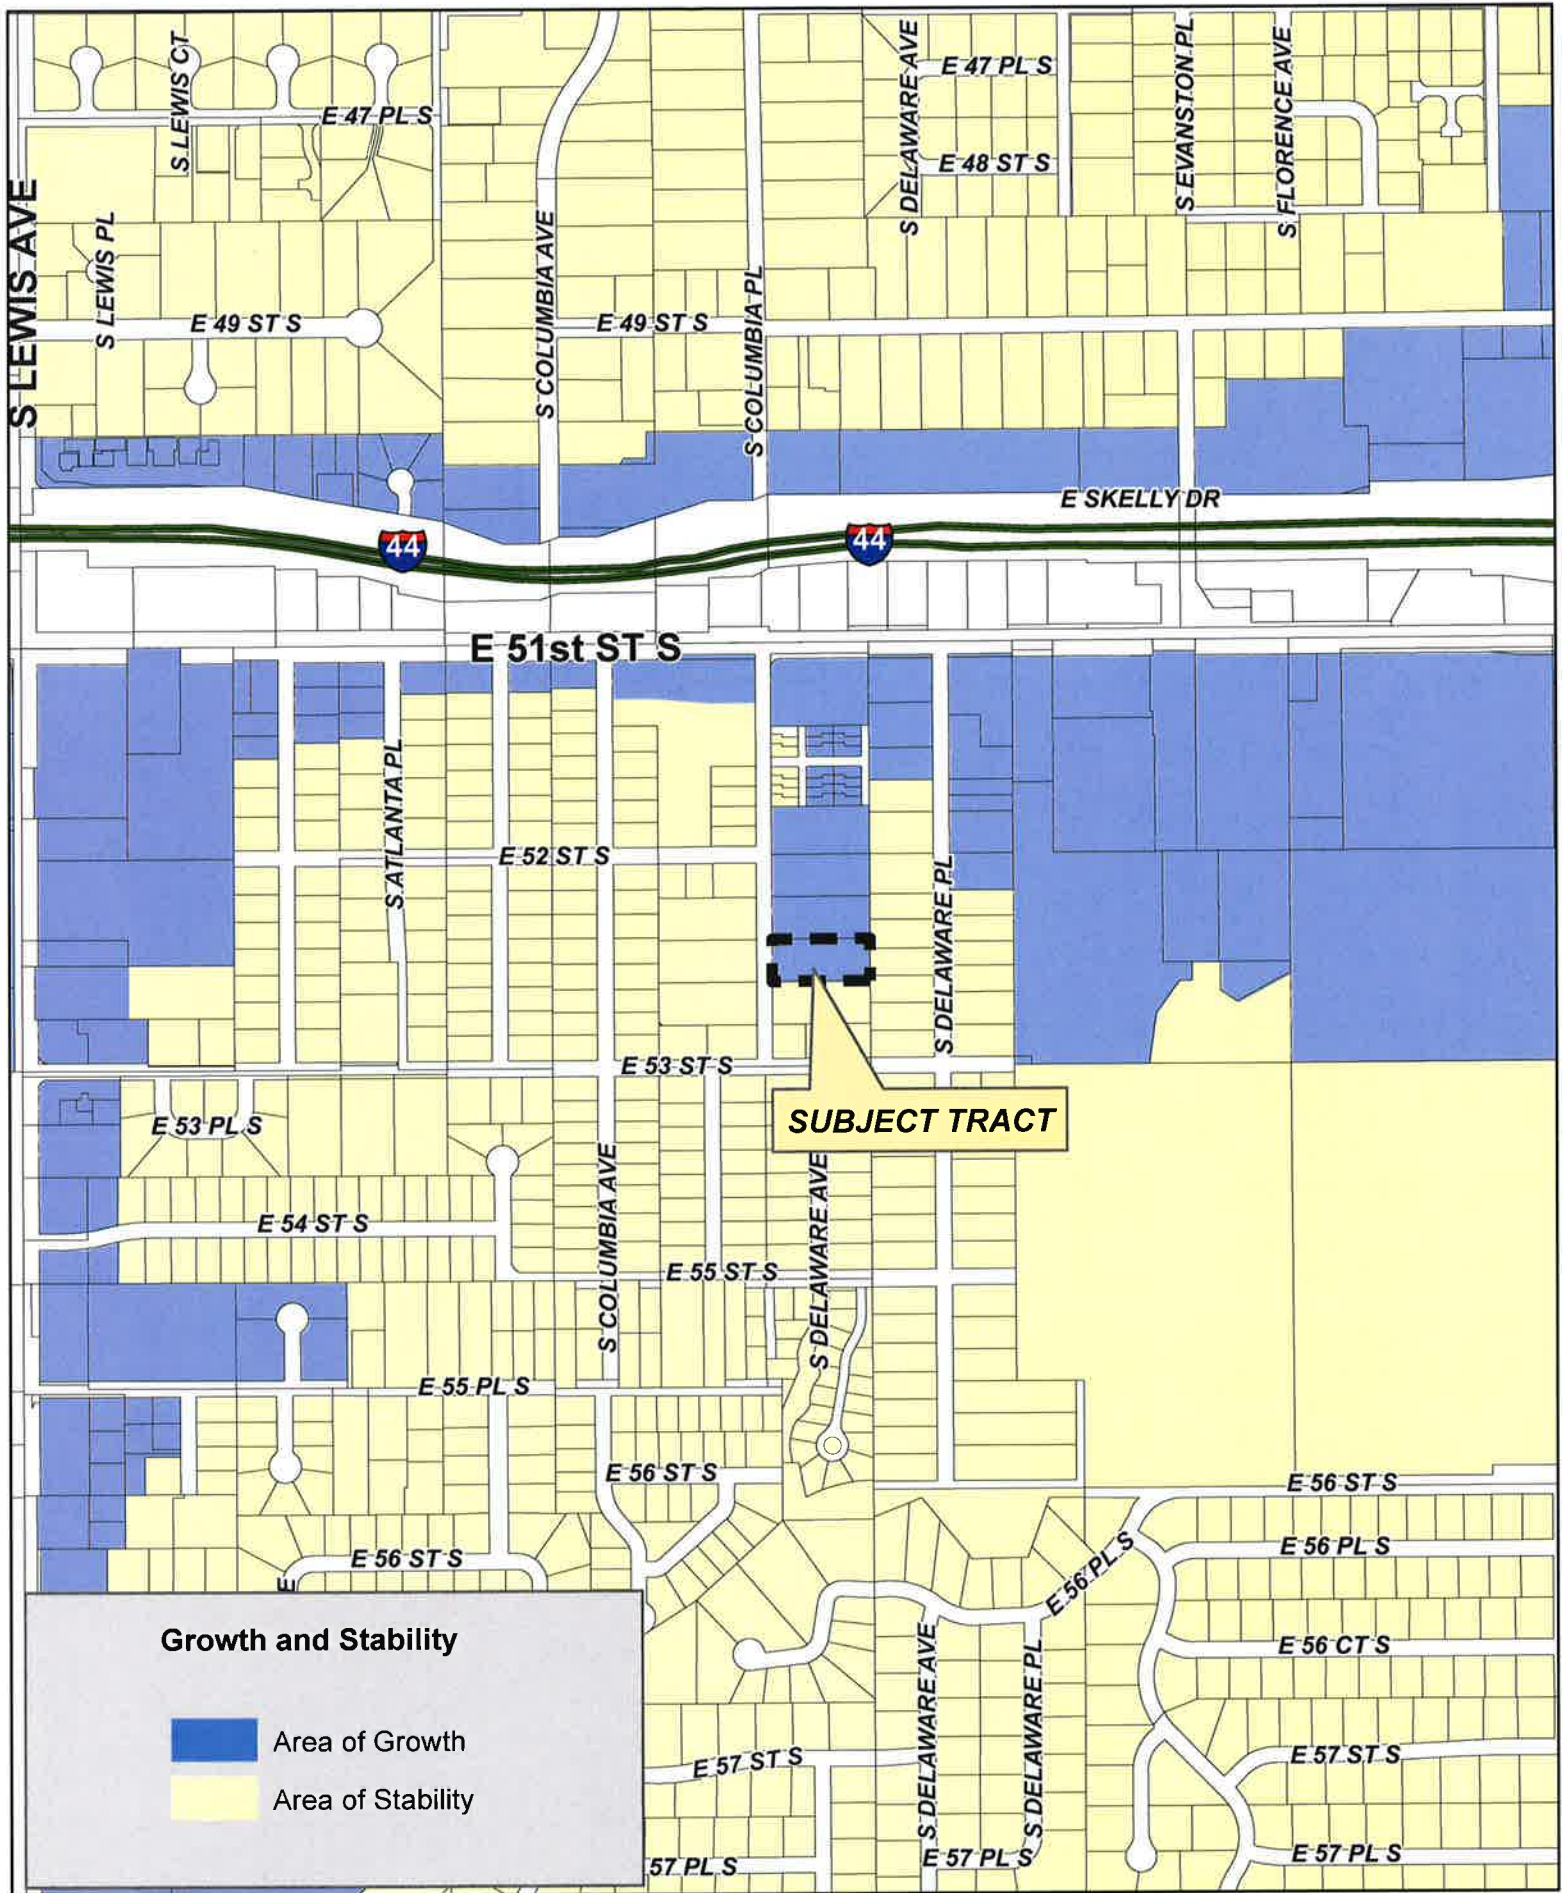 S LEWIS AVE
S LEWIS CT
E 47 PL S
S LEWIS PL
E 49 ST S
S COLUMBIA AVE
E 49 ST S
S COLUMBIA PL
S DELAWARE AVE
E 47 PL S
E 48 ST S
S EVANSTON PL
S FLORENCE AVE
E SKELLY DR
44
44
E 51st ST S
S ATLANTA PL
E 52 ST S
S DELAWARE PL
E 53 ST S
SUBJECT TRACT
E 53 PL S
S COLUMBIA AVE
S DELAWARE AVE
E 54 ST S
E 55 ST S
E 55 PL S
E 56 ST S
E 56 ST S
E 56 ST S
E
E 56 PL S
E 56 PL S
E 56 CT S
S DELAWARE AVE
S DELAWARE PL
E 57 ST S
E 57 ST S
57 PL S
E 57 PL S
E 57 PL S
Growth and Stability
Area of Growth
Area of Stability